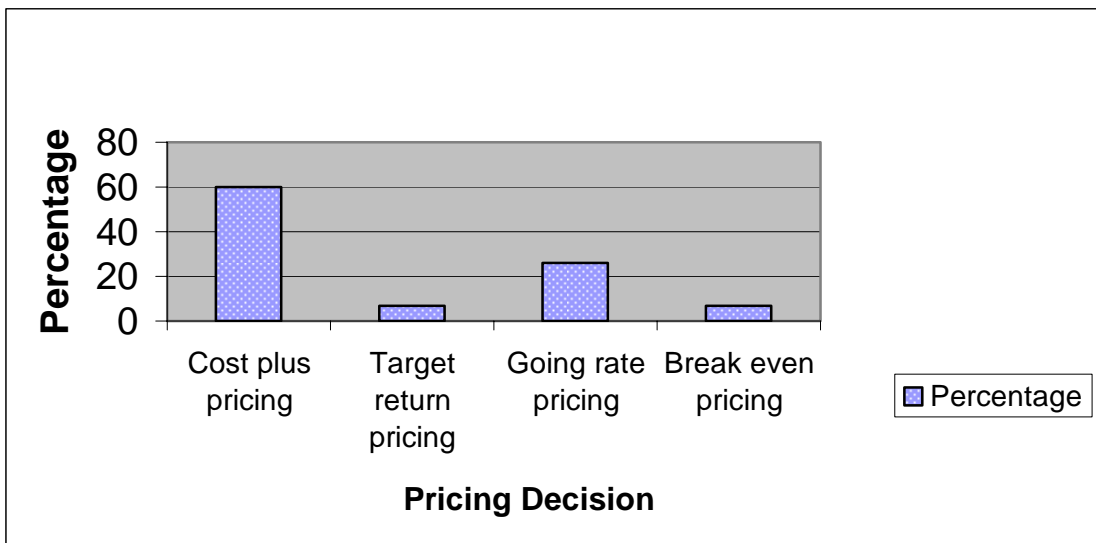 Percentage
80
60
40
20
0
Cost plus
pricing
Target
return
pricing
Going rate
pricing
Break even
pricing
Percentage
Pricing Decision